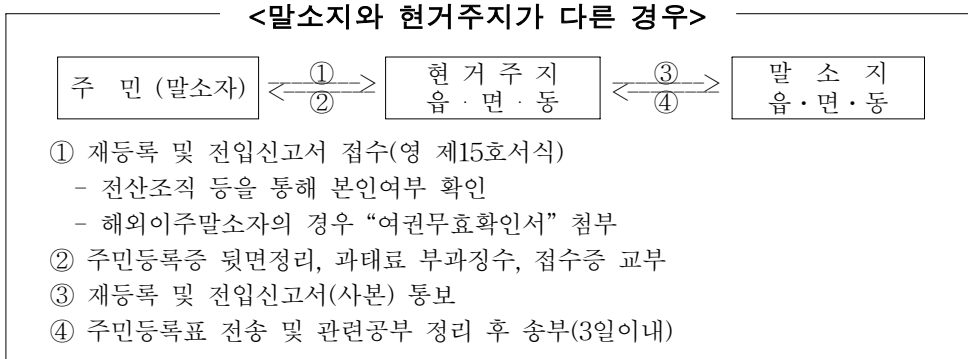 <말소지와 현거주지가 다른 경우>
주 민 (말소자)
①
②
현 거 주 지
읍 · 면 · 동
③
④
말 소 지
읍 · 면 · 동
① 재등록 및 전입신고서 접수(영 제15호서식)
- 전산조직 등을 통해 본인여부 확인
- 해외이주말소자의 경우 “여권무효확인서” 첨부
② 주민등록증 뒷면정리, 과태료 부과징수, 접수증 교부
③ 재등록 및 전입신고서(사본) 통보
④ 주민등록표 전송 및 관련공부 정리 후 송부(3일이내)